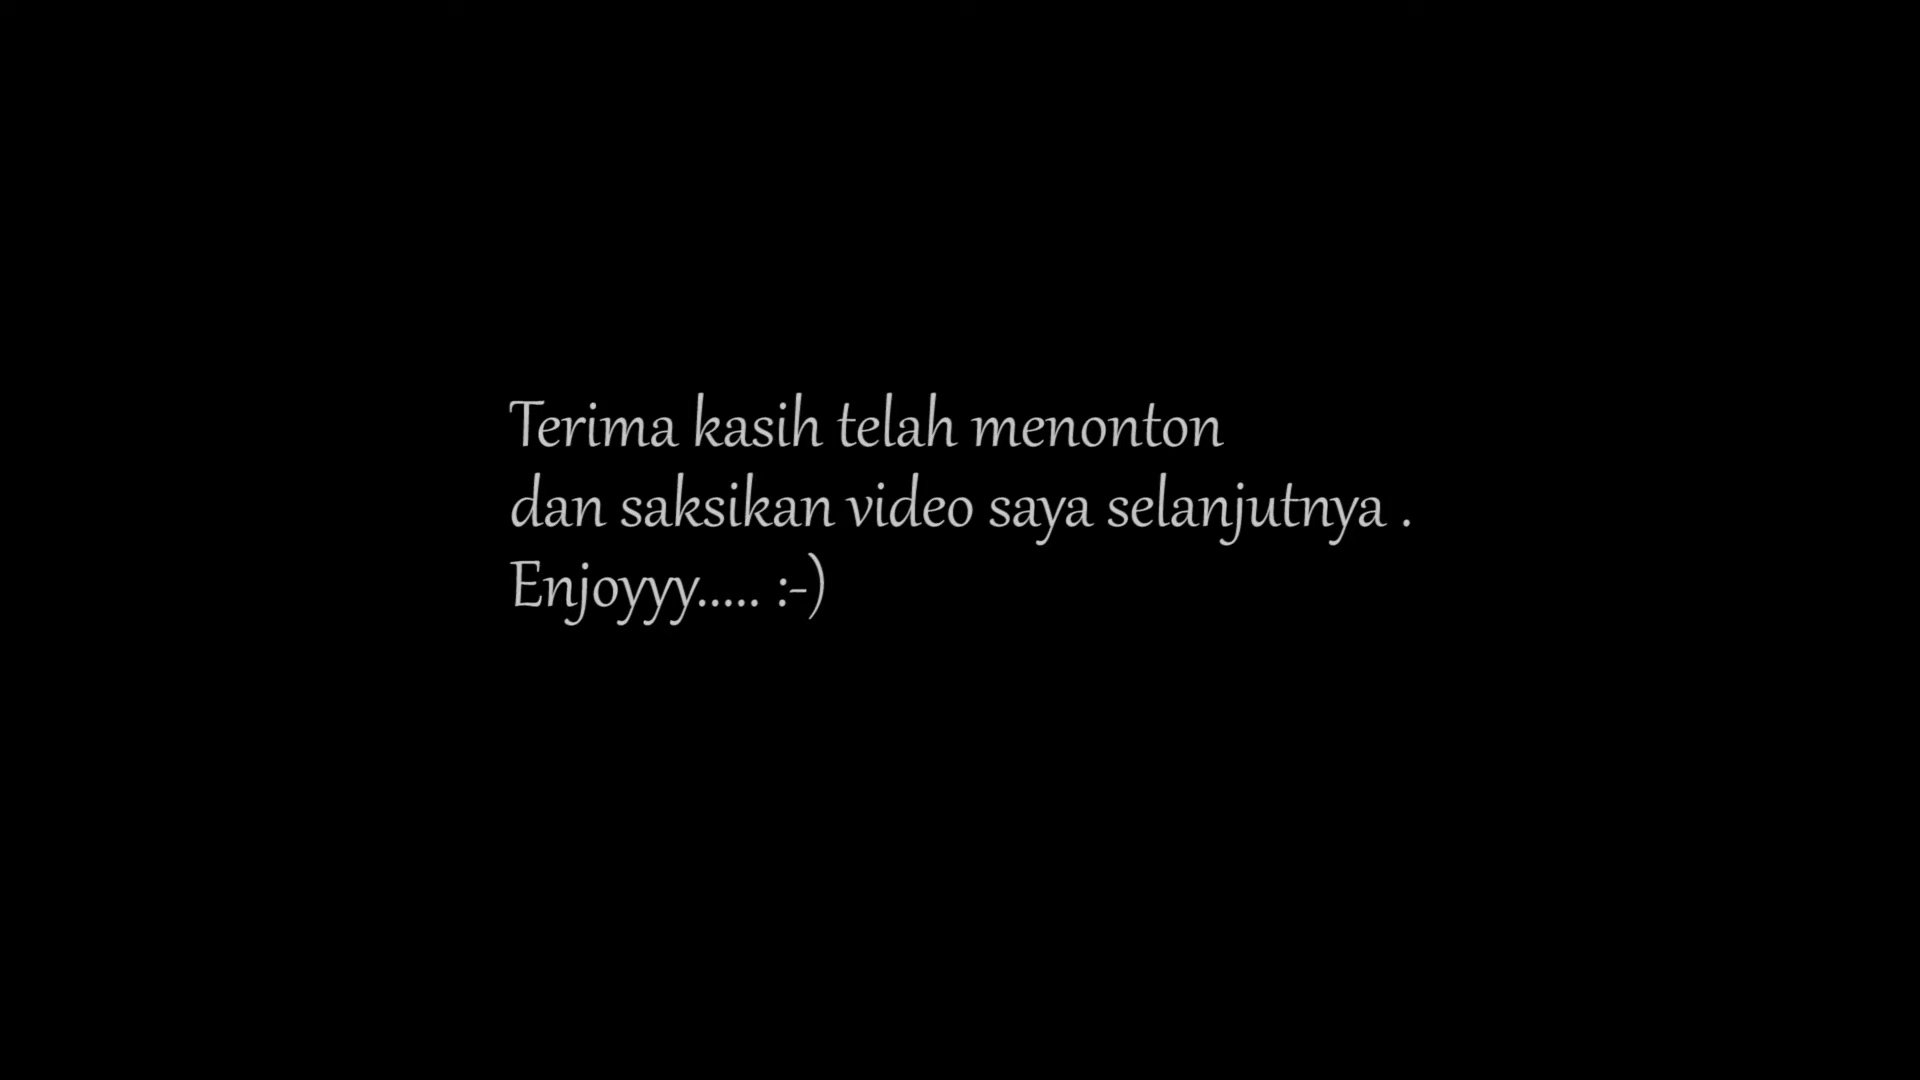 Terima kasih telah menonton
dan saksikan video saya selanjutnya .
Enjoyyy..... :-)